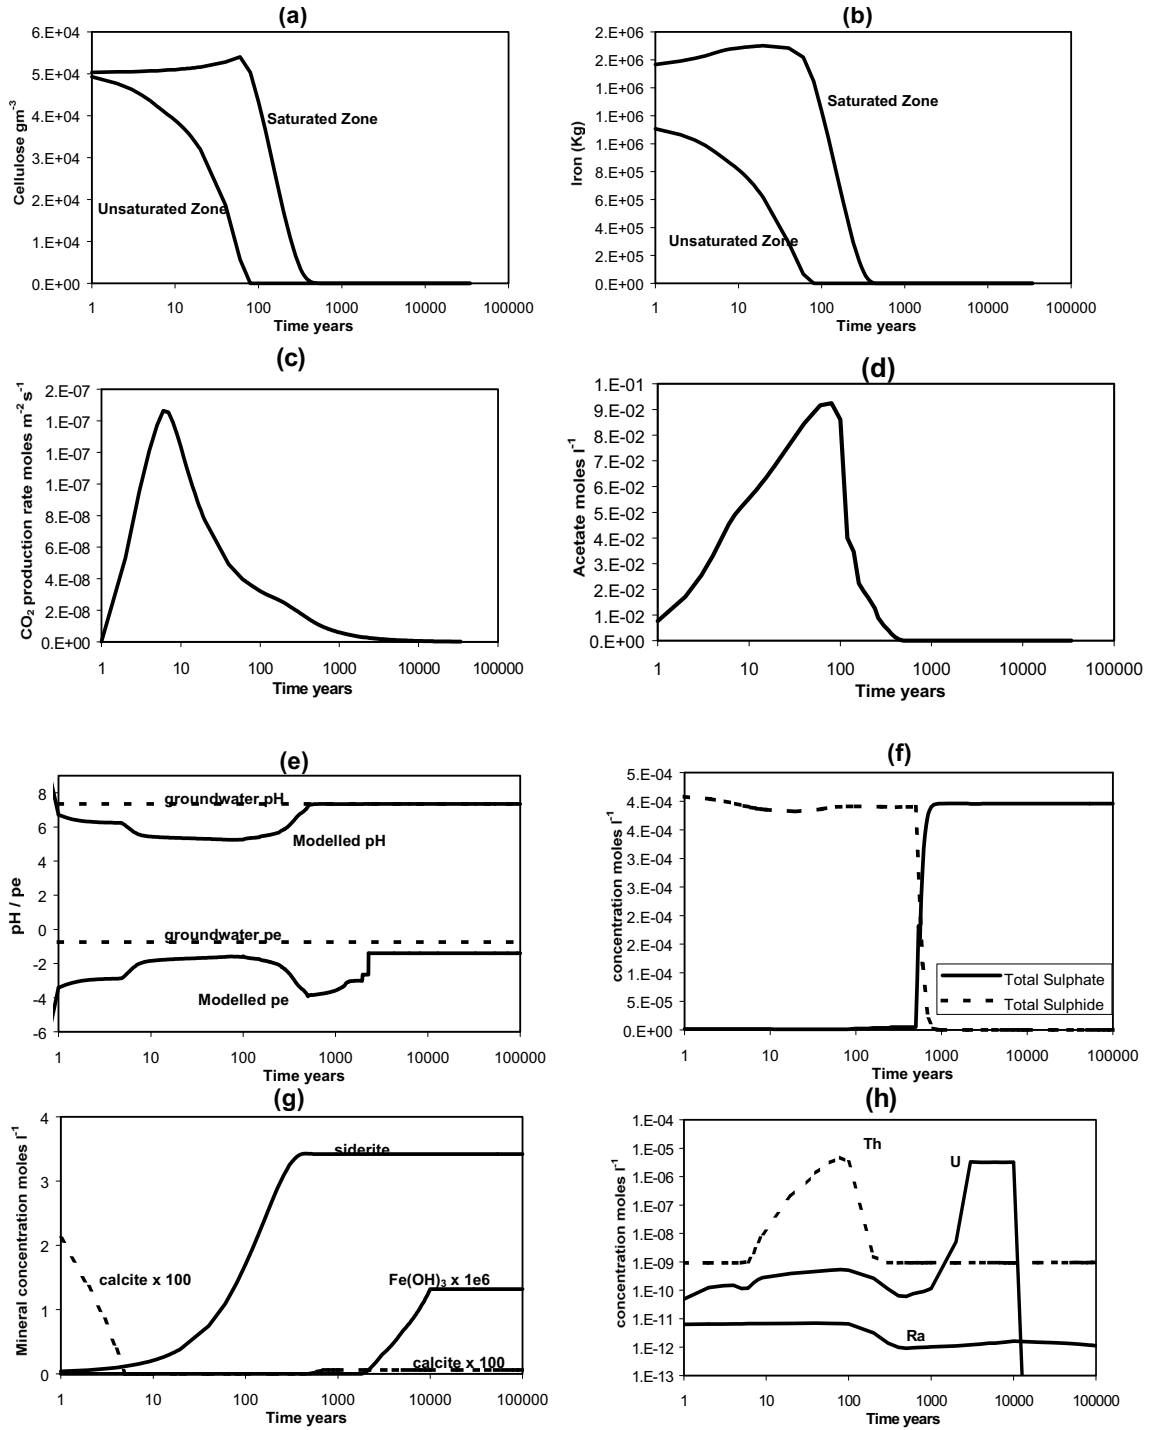 (a)
6.E+04
5.E+04
4.E+04
3.E+04
2.E+04
1.E+04
0.E+00
Cellulose gm-3
Saturated Zone
Unsaturated Zone
1 10 100 1000 10000 100000
Time years
(b)
2.E+06
2.E+06
1.E+06
1.E+06
1.E+06
8.E+05
6.E+05
4.E+05
2.E+05
0.E+00
Iron (Kg)
Saturated Zone
Unsaturated Zone
1 10 100 1000 10000 100000
Time years
(c)
2.E-07
1.E-07
1.E-07
1.E-07
8.E-08
6.E-08
4.E-08
2.E-08
0.E+00
CO2 production rate moles m-2 s-1
1 10 100 1000 10000 100000
Time years
(d)
1.E-01
9.E-02
8.E-02
7.E-02
6.E-02
5.E-02
4.E-02
3.E-02
2.E-02
1.E-02
0.E+00
Acetate moles l-1
1 10 100 1000 10000 100000
Time years
(e)
8
6
4
2
0
-2
-4
-6
pH / pe
groundwater pH
Modelled pH
groundwater pe
Modelled pe
1 10 100 1000 10000 100000
Time years
(f)
5.E-04
4.E-04
4.E-04
3.E-04
3.E-04
2.E-04
2.E-04
1.E-04
1.E-04
5.E-05
0.E+00
concentration moles l-1
Total Sulphate
Total Sulphide
1 10 100 1000 10000 100000
Time years
(g)
4
3
2
1
0
Mineral concentration moles l-1
siderite
calcite x 100
Fe(OH)3 x 1e6
calcite x 100
1 10 100 1000 10000 100000
Time years
(h)
1.E-04
1.E-05
1.E-06
1.E-07
1.E-08
1.E-09
1.E-10
1.E-11
1.E-12
1.E-13
concentration moles l-1
Th
U
Ra
1 10 100 1000 10000 100000
Time years